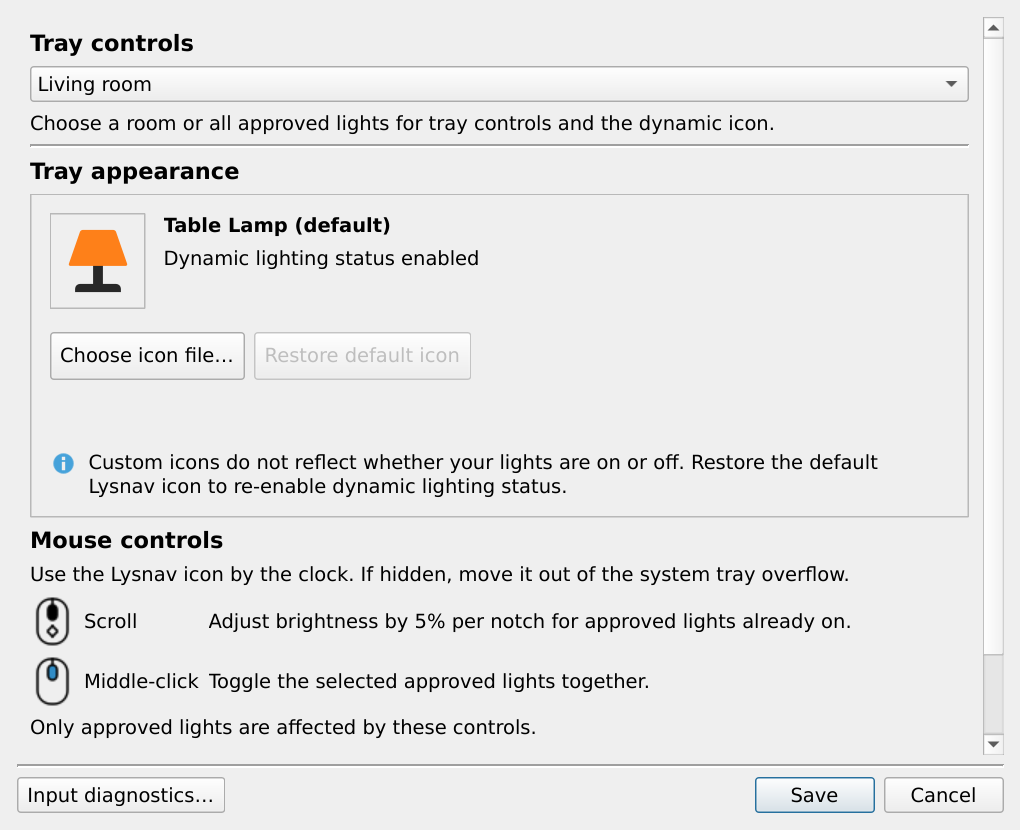 Tray controls
Living room
Choose a room or all approved lights for tray controls and the dynamic icon.
Tray appearance
Table Lamp (default)
Dynamic lighting status enabled
Choose icon file...
Restore default icon
Custom icons do not reflect whether your lights are on or off. Restore the default
Lysnav icon to re-enable dynamic lighting status.
Mouse controls
Use the Lysnav icon by the clock. If hidden, move it out of the system tray overflow.
Scroll Adjust brightness by 5% per notch for approved lights already on.
Middle-click Toggle the selected approved lights together.
Only approved lights are affected by these controls.
Input diagnostics...
Save
Cancel